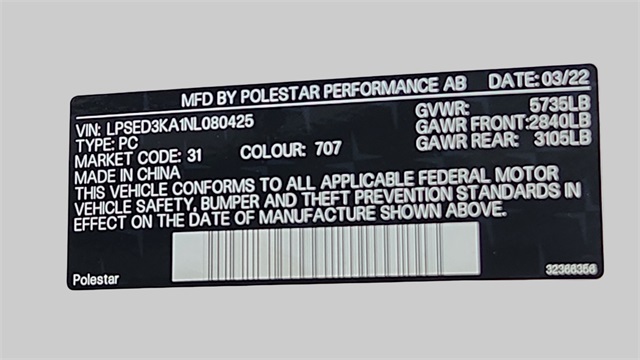 MFD BY POLESTAR PERFORMANCE AB DATE: 03/22
VIN: LPSED3KA1NL080425 GVWR: 5735LB
TYPE: PC GAWR FRONT: 2840LB
MARKET CODE: 31 COLOUR: 707 GAWR REAR: 3105LB
MADE IN CHINA
THIS VEHICLE CONFORMS TO ALL APPLICABLE FEDERAL MOTOR
VEHICLE SAFETY, BUMPER AND THEFT PREVENTION STANDARDS IN
EFFECT ON THE DATE OF MANUFACTURE SHOWN ABOVE.
Polestar 32366356